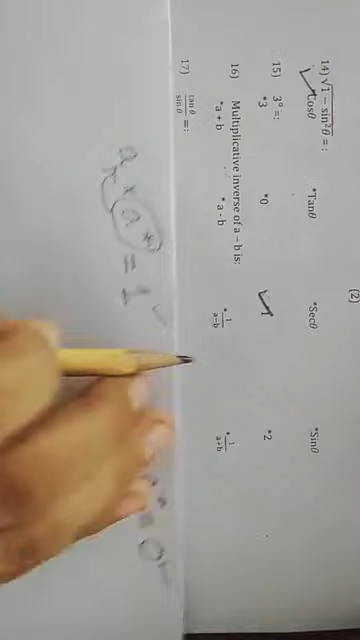 (2)
14) √1 − sin²θ = :
Cosθ *Tanθ *Secθ *Sinθ
15) 3⁰ =:
*3 *0 1 *2
16) Multiplicative inverse of a − b is:
*a + b *a - b *1/a−b *1/a+b
17) tan θ/sin θ =:
= 1